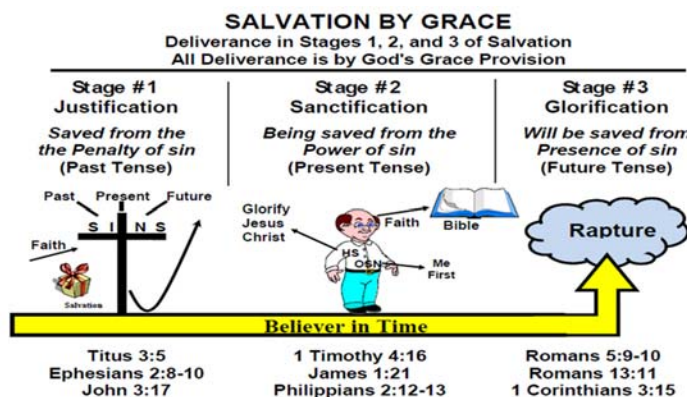 SALVATION BY GRACE
Deliverance in Stages 1, 2, and 3 of Salvation
All Deliverance is by God's Grace Provision
Stage #1
Justification
Saved from the
the Penalty of sin
(Past Tense)
Past Present Future
S I N S
Faith
Salvation
Stage #2
Sanctification
Being saved from the
Power of sin
(Present Tense)
Glorify
Jesus
Christ
Faith
Bible
HS
OSN
Me
First
Stage #3
Glorification
Will be saved from
Presence of sin
(Future Tense)
Rapture
Believer in Time
Titus 3:5
Ephesians 2:8-10
John 3:17
1 Timothy 4:16
James 1:21
Philippians 2:12-13
Romans 5:9-10
Romans 13:11
1 Corinthians 3:15